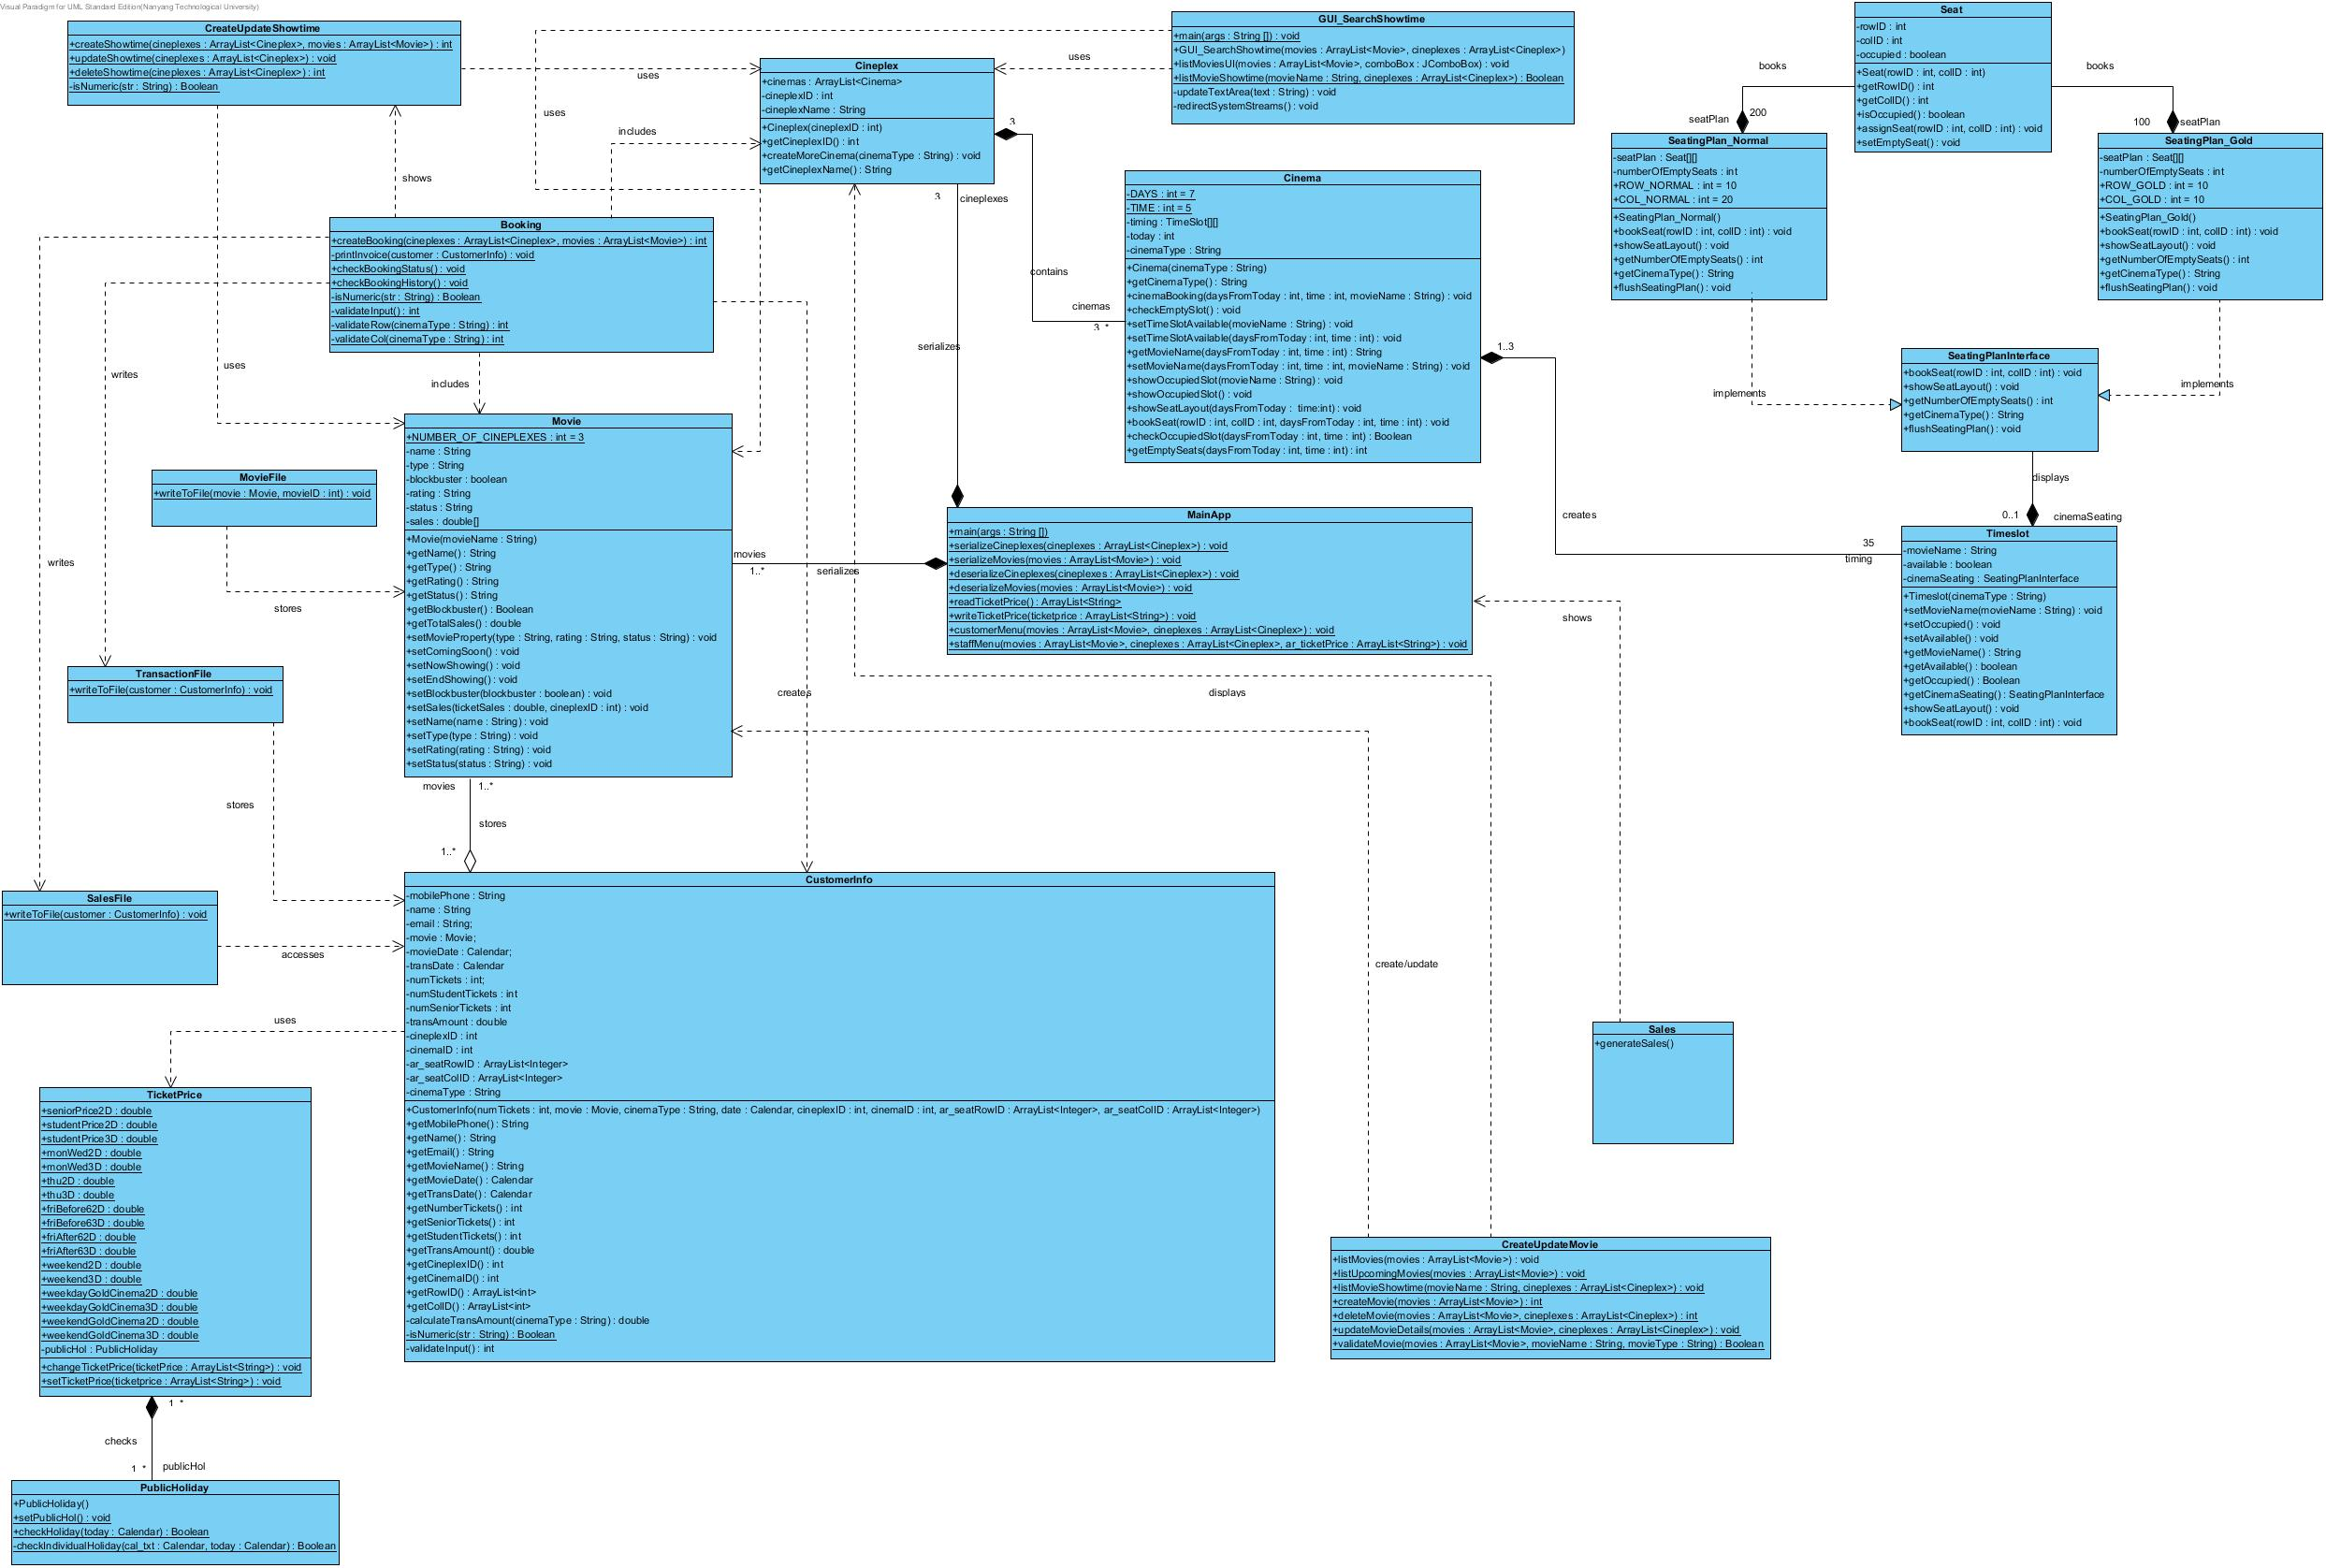 Visual Paradigm for UML Standard Edition(Nanyang Technological University)
CreateUpdateShowtime
+createShowtime(cineplexes : ArrayList<Cineplex>, movies : ArrayList<Movie>) : int
+updateShowtime(cineplexes : ArrayList<Cineplex>) : void
+deleteShowtime(cineplexes : ArrayList<Cineplex>) : int
-isNumeric(str : String) : Boolean
uses
uses
shows
Cineplex
+cinemas : ArrayList<Cinema>
-cineplexID : int
-cineplexName : String
+Cineplex(cineplexID : int)
+getCineplexID() : int
+createMoreCinema(cinemaType : String) : void
+getCineplexName() : String
GUI_SearchShowtime
+main(args : String []) : void
+GUI_SearchShowtime(movies : ArrayList<Movie>, cineplexes : ArrayList<Cineplex>)
+listMoviesUI(movies : ArrayList<Movie>, comboBox : JComboBox) : void
+listMovieShowtime(movieName : String, cineplexes : ArrayList<Cineplex>) : Boolean
-updateTextArea(text : String) : void
-redirectSystemStreams() : void
uses
uses
Seat
-rowID : int
-colID : int
-occupied : boolean
+Seat(rowID : int, collD : int)
+getRowID() : int
+getColID() : int
+isOccupied() : boolean
+assignSeat(rowID : int, colID : int) : void
+setEmptySeat() : void
books
books
seatPlan
200
100
seatPlan
SeatingPlan_Normal
-seatPlan : Seat[][]
-numberOfEmptySeats : int
+ROW_NORMAL : int = 10
+COL_NORMAL : int = 20
+SeatingPlan_Normal()
+bookSeat(rowID : int, colID : int) : void
+showSeatLayout() : void
+getNumberOfEmptySeats() : int
+getCinemaType() : String
+flushSeatingPlan() : void
SeatingPlan_Gold
-seatPlan : Seat[][]
-numberOfEmptySeats : int
+ROW_GOLD : int = 10
+COL_GOLD : int = 10
+SeatingPlan_Gold()
+bookSeat(rowID : int, colID : int) : void
+showSeatLayout() : void
+getNumberOfEmptySeats() : int
+getCinemaType() : String
+flushSeatingPlan() : void
includes
3
3
cineplexes
contains
cinemas
3..*
serializes
Cinema
-DAYS : int = 7
-TIME : int = 5
-timing : TimeSlot[][]
-today : int
-cinemaType : String
+Cinema(cinemaType : String)
+getCinemaType() : String
+cinemaBooking(daysFromToday : int, time : int, movieName : String) : void
+checkEmptySlot() : void
+setTimeSlotAvailable(movieName : String) : void
+setTimeSlotAvailable(daysFromToday : int, time : int) : void
+getMovieName(daysFromToday : int, time : int) : String
+setMovieName(daysFromToday : int, time : int, movieName : String) : void
+showOccupiedSlot(movieName : String) : void
+showOccupiedSlot() : void
+showSeatLayout(daysFromToday :  time:int) : void
+bookSeat(rowID : int, colID : int, daysFromToday : int, time : int) : void
+checkOccupiedSlot(daysFromToday : int, time : int) : Boolean
+getEmptySeats(daysFromToday : int, time : int) : int
1..3
creates
35
timing
Booking
+createBooking(cineplexes : ArrayList<Cineplex>, movies : ArrayList<Movie>) : int
-printInvoice(customer : CustomerInfo) : void
+checkBookingStatus() : void
+checkBookingHistory() : void
-isNumeric(str : String) : Boolean
-validateInput() : int
-validateRow(cinemaType : String) : int
-validateCol(cinemaType : String) : int
writes
writes
includes
creates
implements
implements
SeatingPlanInterface
+bookSeat(rowID : int, colID : int) : void
+showSeatLayout() : void
+getNumberOfEmptySeats() : int
+getCinemaType() : String
+flushSeatingPlan() : void
displays
0..1
cinemaSeating
Timeslot
-movieName : String
-available : boolean
-cinemaSeating : SeatingPlanInterface
+Timeslot(cinemaType : String)
+setMovieName(movieName : String) : void
+setOccupied() : void
+setAvailable() : void
+getMovieName() : String
+getAvailable() : boolean
+getOccupied() : Boolean
+getCinemaSeating() : SeatingPlanInterface
+showSeatLayout() : void
+bookSeat(rowID : int, colID : int) : void
Movie
+NUMBER_OF_CINEPLEXES : int = 3
-name : String
-type : String
-blockbuster : boolean
-rating : String
-status : String
-sales : double[]
+Movie(movieName : String)
+getName() : String
+getType() : String
+getRating() : String
+getStatus() : String
+getBlockbuster() : Boolean
+getTotalSales() : double
+setMovieProperty(type : String, rating : String, status : String) : void
+setComingSoon() : void
+setNowShowing() : void
+setEndShowing() : void
+setBlockbuster(blockbuster : boolean) : void
+setSales(ticketSales : double, cineplexID : int) : void
+setName(name : String) : void
+setType(type : String) : void
+setRating(rating : String) : void
+setStatus(status : String) : void
MovieFile
+writeToFile(movie : Movie, movieID : int) : void
stores
movies
1..*
serializes
MainApp
+main(args : String [])
+serializeCineplexes(cineplexes : ArrayList<Cineplex>) : void
+serializeMovies(movies : ArrayList<Movie>) : void
+deserializeCineplexes(cineplexes : ArrayList<Cineplex>) : void
+deserializeMovies(movies : ArrayList<Movie>) : void
+readTicketPrice() : ArrayList<String>
+writeTicketPrice(ticketprice : ArrayList<String>) : void
+customerMenu(movies : ArrayList<Movie>, cineplexes : ArrayList<Cineplex>) : void
+staffMenu(movies : ArrayList<Movie>, cineplexes : ArrayList<Cineplex>, ar_ticketPrice : ArrayList<String>) : void
shows
displays
TransactionFile
+writeToFile(customer : CustomerInfo) : void
stores
movies
1..*
stores
1..*
SalesFile
+writeToFile(customer : CustomerInfo) : void
accesses
CustomerInfo
-mobilePhone : String
-name : String
-email : String;
-movie : Movie;
-movieDate : Calendar;
-transDate : Calendar
-numTickets : int;
-numStudentTickets : int
-numSeniorTickets : int
-transAmount : double
-cineplexID : int
-cinemaID : int
-ar_seatRowID : ArrayList<Integer>
-ar_seatColID : ArrayList<Integer>
-cinemaType : String
+CustomerInfo(numTickets : int, movie : Movie, cinemaType : String, date : Calendar, cineplexID : int, cinemaID : int, ar_seatRowID : ArrayList<Integer>, ar_seatColID : ArrayList<Integer>)
+getMobilePhone() : String
+getName() : String
+getEmail() : String
+getMovieName() : String
+getMovieDate() : Calendar
+getTransDate() : Calendar
+getNumberTickets() : int
+getSeniorTickets() : int
+getStudentTickets() : int
+getTransAmount() : double
+getCineplexID() : int
+getCinemaID() : int
+getRowID() : ArrayList<int>
+getColID() : ArrayList<int>
-calculateTransAmount(cinemaType : String) : double
-isNumeric(str : String) : Boolean
-validateInput() : int
create/update
Sales
+generateSales()
uses
TicketPrice
+seniorPrice2D : double
+studentPrice2D : double
+studentPrice3D : double
+monWed2D : double
+monWed3D : double
+thu2D : double
+thu3D : double
+friBefore62D : double
+friBefore63D : double
+friAfter62D : double
+friAfter63D : double
+weekend2D : double
+weekend3D : double
+weekdayGoldCinema2D : double
+weekdayGoldCinema3D : double
+weekendGoldCinema2D : double
+weekendGoldCinema3D : double
-publicHol : PublicHoliday
+changeTicketPrice(ticketPrice : ArrayList<String>) : void
+setTicketPrice(ticketprice : ArrayList<String>) : void
CreateUpdateMovie
+listMovies(movies : ArrayList<Movie>) : void
+listUpcomingMovies(movies : ArrayList<Movie>) : void
+listMovieShowtime(movieName : String, cineplexes : ArrayList<Cineplex>) : void
+createMovie(movies : ArrayList<Movie>) : int
+deleteMovie(movies : ArrayList<Movie>, cineplexes : ArrayList<Cineplex>) : int
+updateMovieDetails(movies : ArrayList<Movie>, cineplexes : ArrayList<Cineplex>) : void
+validateMovie(movies : ArrayList<Movie>, movieName : String, movieType : String) : Boolean
1..*
checks
1..*
publicHol
PublicHoliday
+PublicHoliday()
+setPublicHol() : void
+checkHoliday(today : Calendar) : Boolean
-checkIndividualHoliday(cal_txt : Calendar, today : Calendar) : Boolean